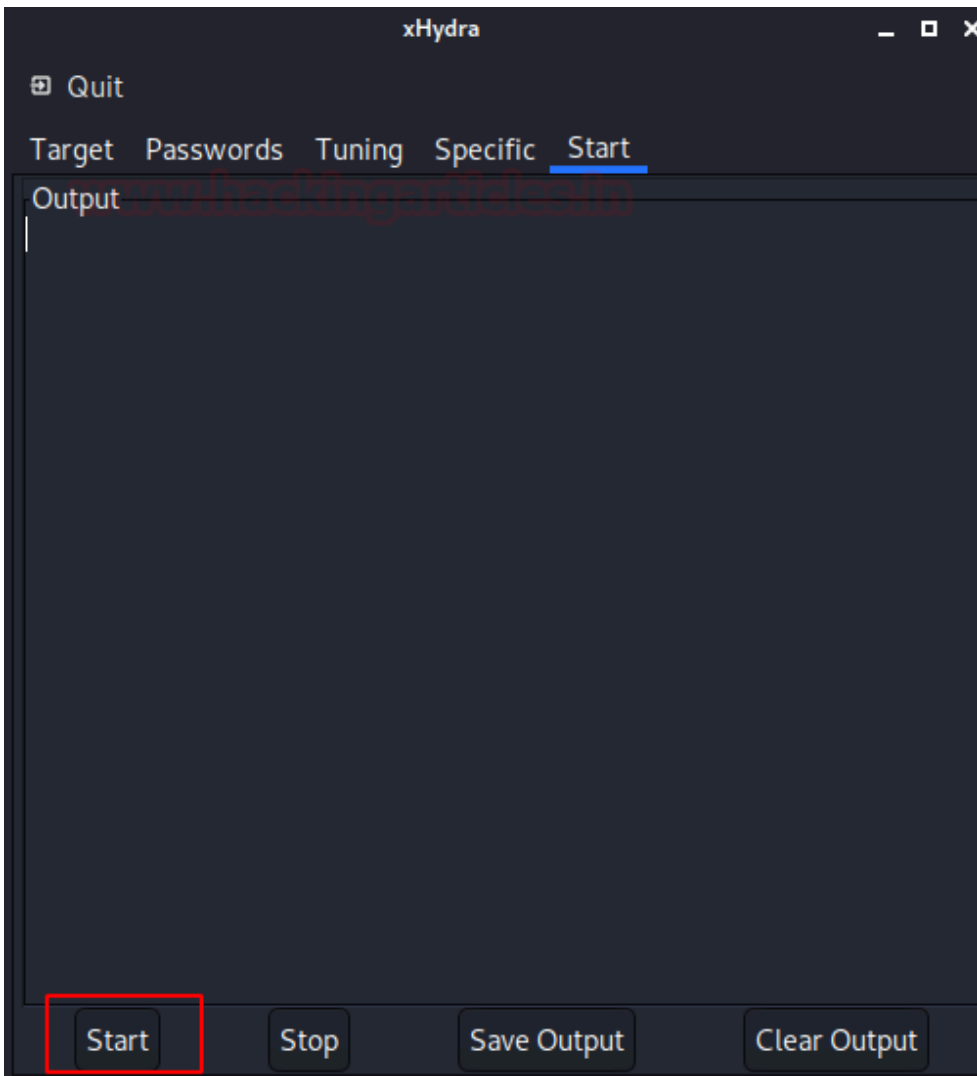 xHydra
Quit
Target Passwords Tuning Specific Start
www.hackingarticles.in
Output
Start Stop Save Output Clear Output